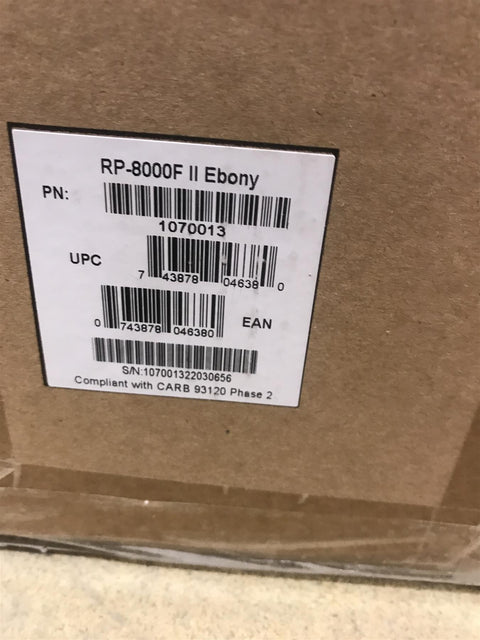 RP-8000F II Ebony
PN:
1070013
UPC
7 43878 04638 0
0 743878 046380 EAN
S/N:107001322030656
Compliant with CARB 93120 Phase 2